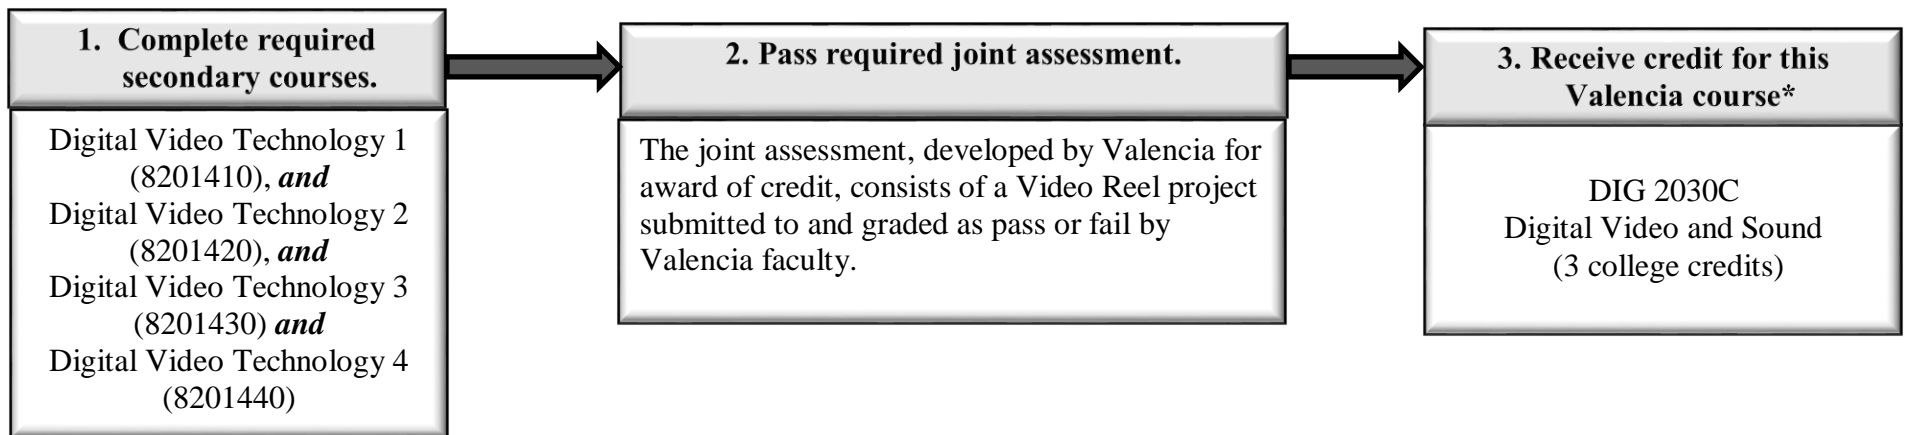 1. Complete required
secondary courses.
Digital Video Technology 1
(8201410), and
Digital Video Technology 2
(8201420), and
Digital Video Technology 3
(8201430) and
Digital Video Technology 4
(8201440)
2. Pass required joint assessment.
The joint assessment, developed by Valencia for
award of credit, consists of a Video Reel project
submitted to and graded as pass or fail by
Valencia faculty.
3. Receive credit for this
Valencia course*
DIG 2030C
Digital Video and Sound
(3 college credits)